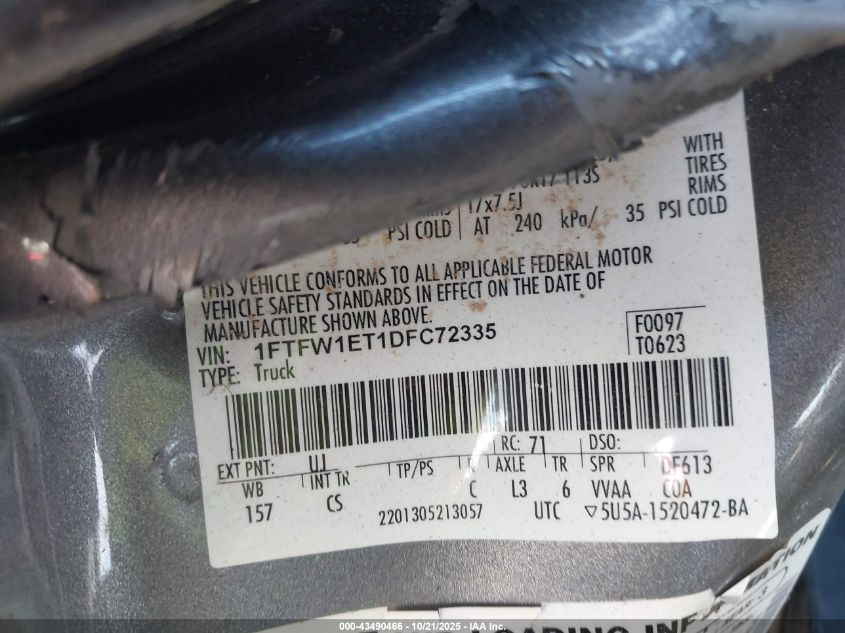 WITH
TIRES
17x7.5J RIMS
PSI COLD AT 240 kPa/ 35 PSI COLD
THIS VEHICLE CONFORMS TO ALL APPLICABLE FEDERAL MOTOR
VEHICLE SAFETY STANDARDS IN EFFECT ON THE DATE OF
MANUFACTURE SHOWN ABOVE.
VIN: 1FTFW1ET1DFC72335
F0097
TYPE: Truck
T0623
EXT PNT: UJ RC: 71 DSO:
WB INT TR TP/PS AXLE TR SPR DF613
157 CS C L3 6 VVAA COA
2201305213057 UTC ▽5U5A-1520472-BA
000-43490466 - 10/21/2025 - IAA Inc.